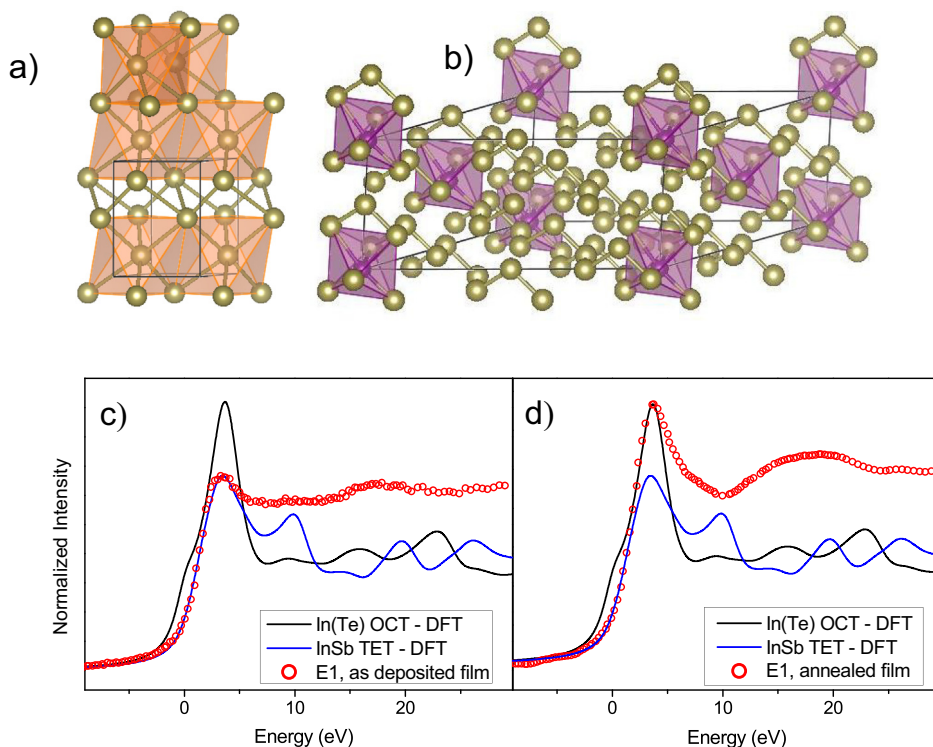 a)
b)
c)
d)
Normalized Intensity
In(Te) OCT - DFT
InSb TET - DFT
E1, as deposited film
In(Te) OCT - DFT
InSb TET - DFT
E1, annealed film
0
10
20
0
10
20
Energy (eV)
Energy (eV)